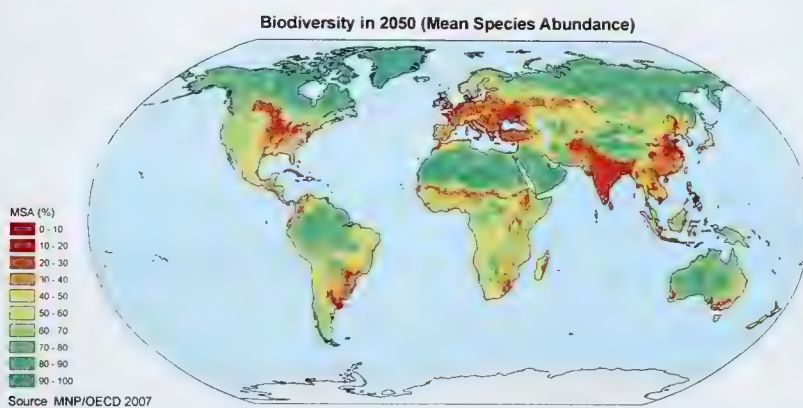 Biodiversity in 2050 (Mean Species Abundance)
MSA (%)
0 - 10
10 - 20
20 - 30
30 - 40
40 - 50
50 - 60
60 - 70
70 - 80
80 - 90
90 - 100
Source MNP/OECD 2007